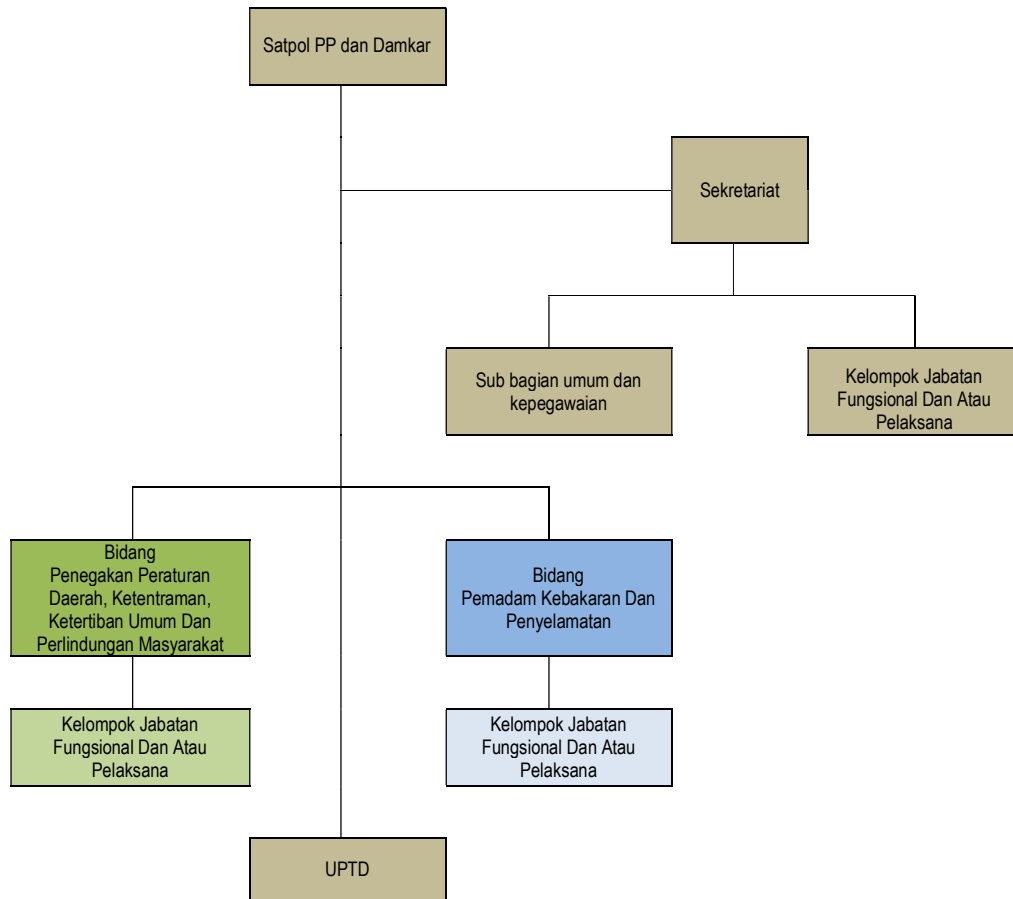 Satpol PP dan Damkar
Sekretariat
Sub bagian umum dan
kepegawaian
Kelompok Jabatan
Fungsional Dan Atau
Pelaksana
Bidang
Penegakan Peraturan
Daerah, Ketentraman,
Ketertiban Umum Dan
Perlindungan Masyarakat
Bidang
Pemadam Kebakaran Dan
Penyelamatan
Kelompok Jabatan
Fungsional Dan Atau
Pelaksana
Kelompok Jabatan
Fungsional Dan Atau
Pelaksana
UPTD